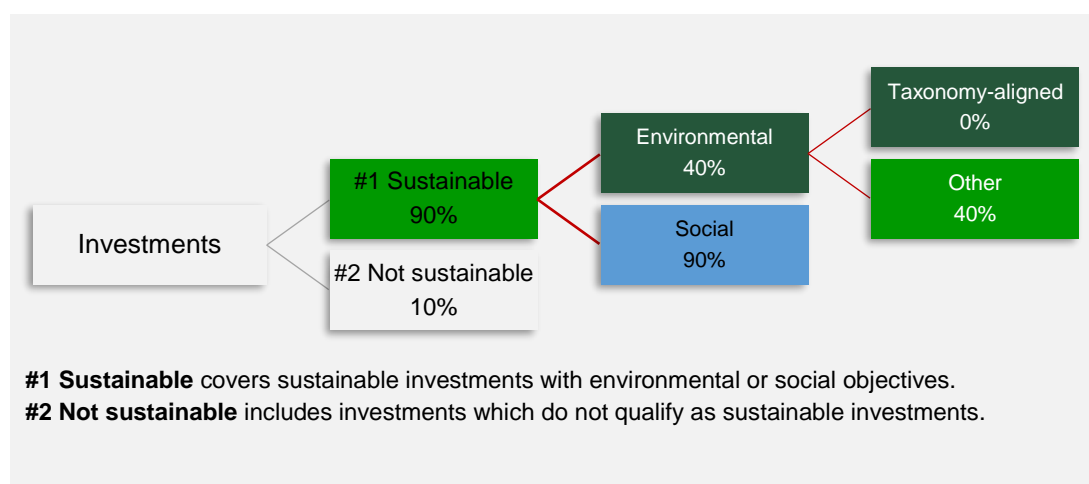 Taxonomy-aligned
0%
Environmental
40%
#1 Sustainable
90%
Other
40%
Investments
Social
90%
#2 Not sustainable
10%
#1 Sustainable covers sustainable investments with environmental or social objectives.
#2 Not sustainable includes investments which do not qualify as sustainable investments.